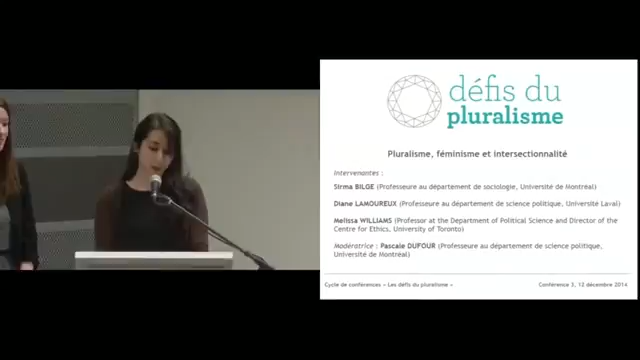 défis du
pluralisme
Pluralisme, féminisme et intersectionnalité
Intervenantes :
Sirma BILGE (Professeure au département de sociologie, Université de Montréal)
Diane LAMOUREUX (Professeure au département de science politique, Université Laval)
Melissa WILLIAMS (Professor at the Department of Political Science and Director of the
Centre for Ethics, University of Toronto)
Modératrice : Pascale DUFOUR (Professeure au département de science politique,
Université de Montréal)
Cycle de conférences « Les défis du pluralisme »
Conférence 3, 12 décembre 2014